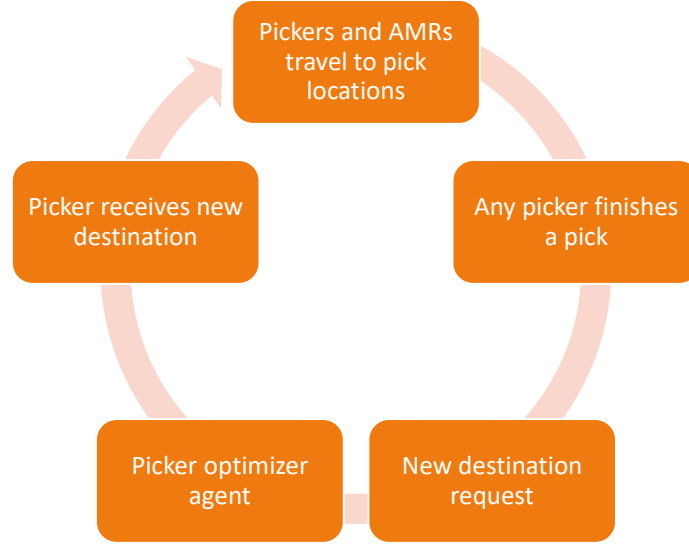 Pickers and AMRs
travel to pick
locations
Any picker finishes
a pick
New destination
request
Picker optimizer
agent
Picker receives new
destination